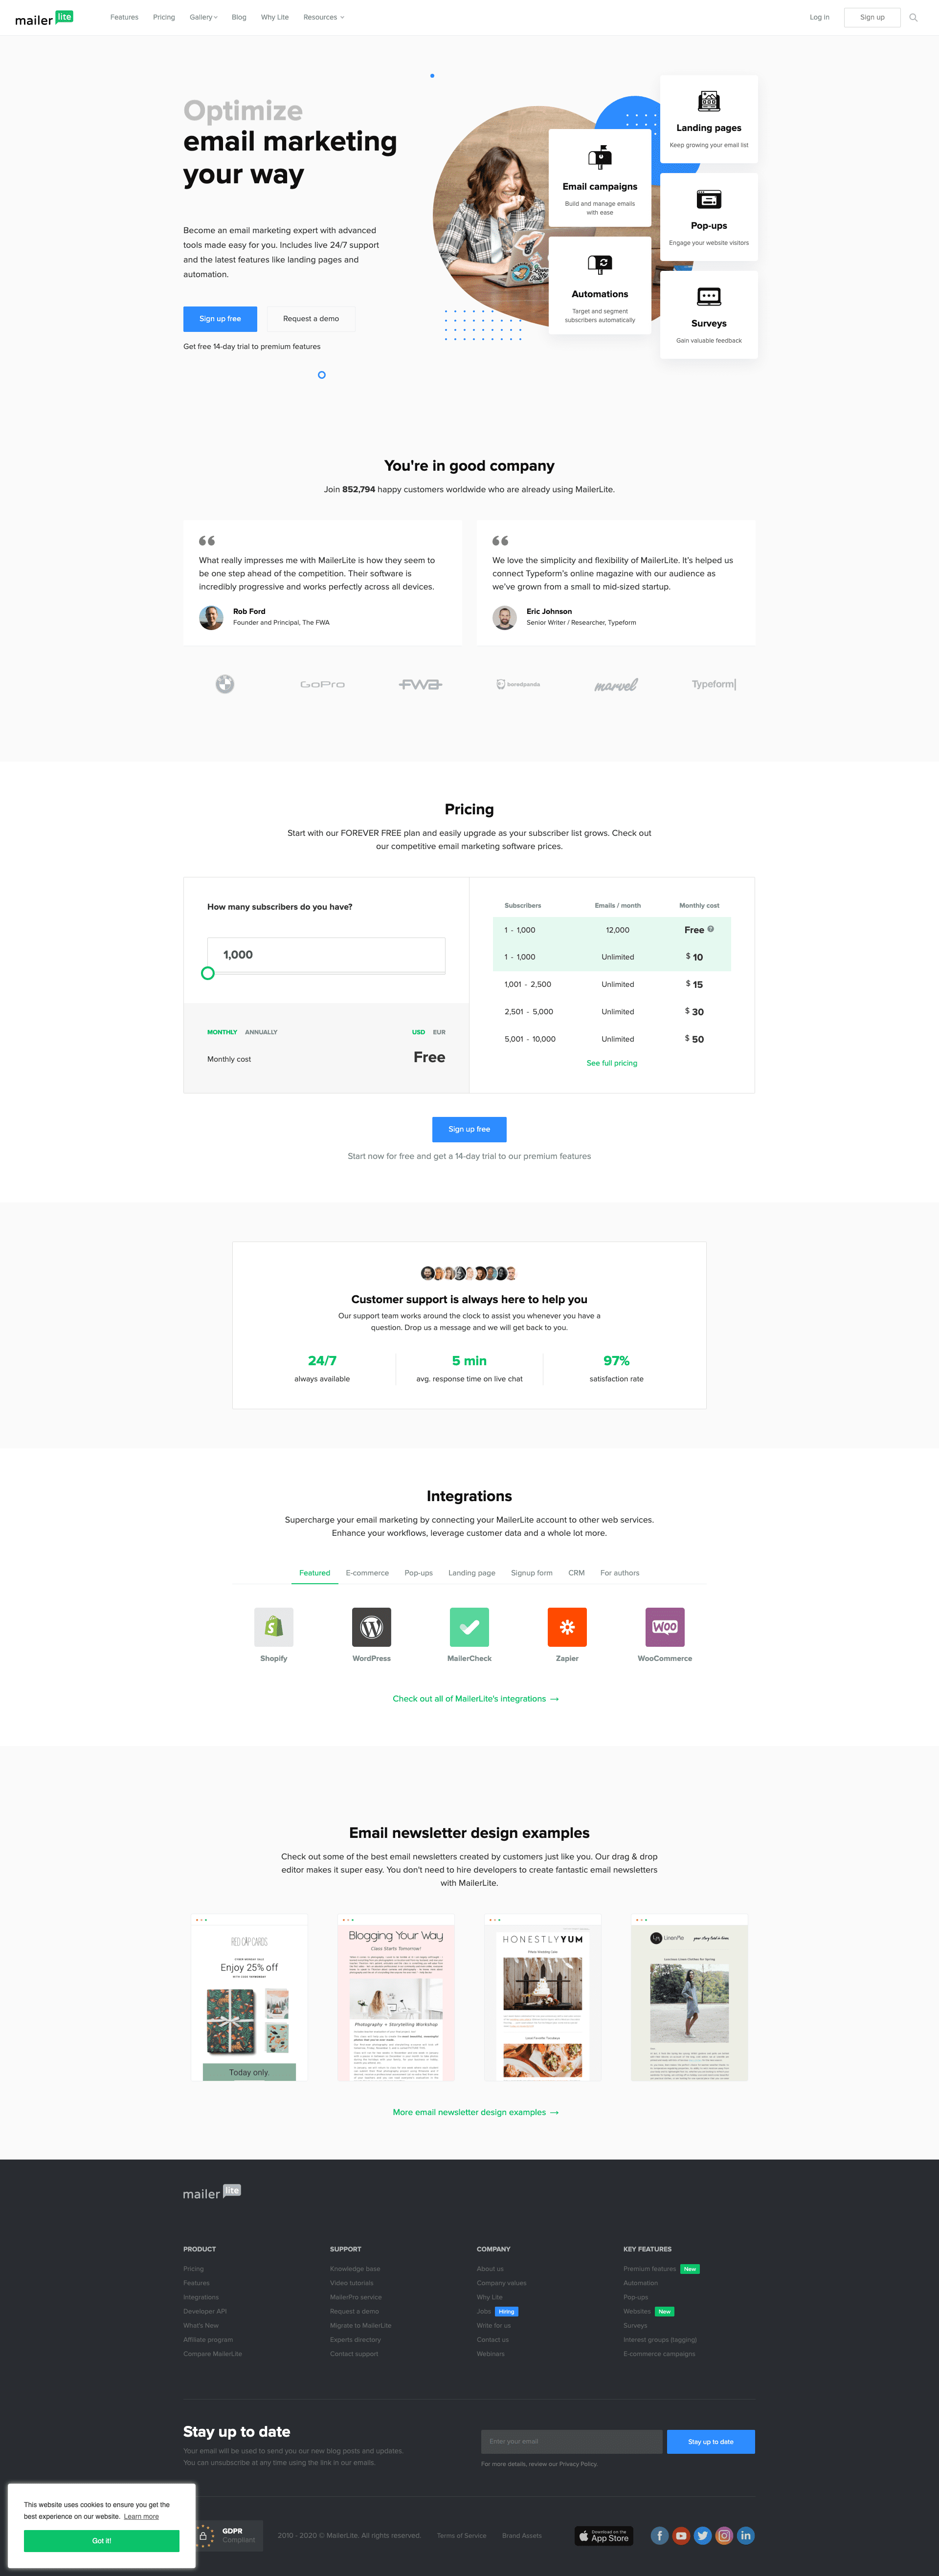 mailer lite
Features Pricing Gallery Blog Why Lite Resources Log in Sign up
Optimize
email marketing
your way
Become an email marketing expert with advanced
tools made easy for you. Includes live 24/7 support
and the latest features like landing pages and
automation.
Sign up free Request a demo
Get free 14-day trial to premium features
Email campaigns
Build and manage emails
with ease
Automations
Target and segment
subscribers automatically
Landing pages
Keep growing your email list
Pop-ups
Engage your website visitors
Surveys
Gain valuable feedback
You're in good company
Join 852,794 happy customers worldwide who are already using MailerLite.
What really impresses me with MailerLite is how they seem to
be one step ahead of the competition. Their software is
incredibly progressive and works perfectly across all devices.
Rob Ford
Founder and Principal, The FWA
We love the simplicity and flexibility of MailerLite. It's helped us
connect Typeform's online magazine with our audience as
we've grown from a small to mid-sized startup.
Eric Johnson
Senior Writer / Researcher, Typeform
GoPro FWA boredpanda marvel Typeform
Pricing
Start with our FOREVER FREE plan and easily upgrade as your subscriber list grows. Check out
our competitive email marketing software prices.
How many subscribers do you have?
1,000
MONTHLY ANNUALLY USD EUR
Monthly cost Free
Subscribers Emails / month Monthly cost
1 - 1,000 12,000 Free ?
1 - 1,000 Unlimited $ 10
1,001 - 2,500 Unlimited $ 15
2,501 - 5,000 Unlimited $ 30
5,001 - 10,000 Unlimited $ 50
See full pricing
Sign up free
Start now for free and get a 14-day trial to our premium features
Customer support is always here to help you
Our support team works around the clock to assist you whenever you have a
question. Drop us a message and we will get back to you.
24/7 5 min 97%
always available avg. response time on live chat satisfaction rate
Integrations
Supercharge your email marketing by connecting your MailerLite account to other web services.
Enhance your workflows, leverage customer data and a whole lot more.
Featured E-commerce Pop-ups Landing page Signup form CRM For authors
Shopify WordPress MailerCheck Zapier WooCommerce
Check out all of MailerLite's integrations →
Email newsletter design examples
Check out some of the best email newsletters created by customers just like you. Our drag & drop
editor makes it super easy. You don't need to hire developers to create fantastic email newsletters
with MailerLite.
RED CAP CARDS
CYBER MONDAY SALE
Enjoy 25% off
Today only.
Blogging Your Way
Class Starts Tomorrow!
Photography + Storytelling Workshop
HONESTLYYUM
LinenMe
More email newsletter design examples →
mailer lite
PRODUCT
Pricing
Features
Integrations
Developer API
What's New
Affiliate program
Compare MailerLite
SUPPORT
Knowledge base
Video tutorials
MailerPro service
Request a demo
Migrate to MailerLite
Experts directory
Contact support
COMPANY
About us
Company values
Why Lite
Jobs Hiring
Write for us
Contact us
Webinars
KEY FEATURES
Premium features New
Automation
Pop-ups
Websites New
Surveys
Interest groups (tagging)
E-commerce campaigns
Stay up to date
Your email will be used to send you our new blog posts and updates.
You can unsubscribe at any time using the link in our emails.
Enter your email Stay up to date
For more details, review our Privacy Policy.
This website uses cookies to ensure you get the
best experience on our website. Learn more
Got it!
GDPR
Compliant
2010 - 2020 © MailerLite. All rights reserved. Terms of Service Brand Assets
Download on the
App Store